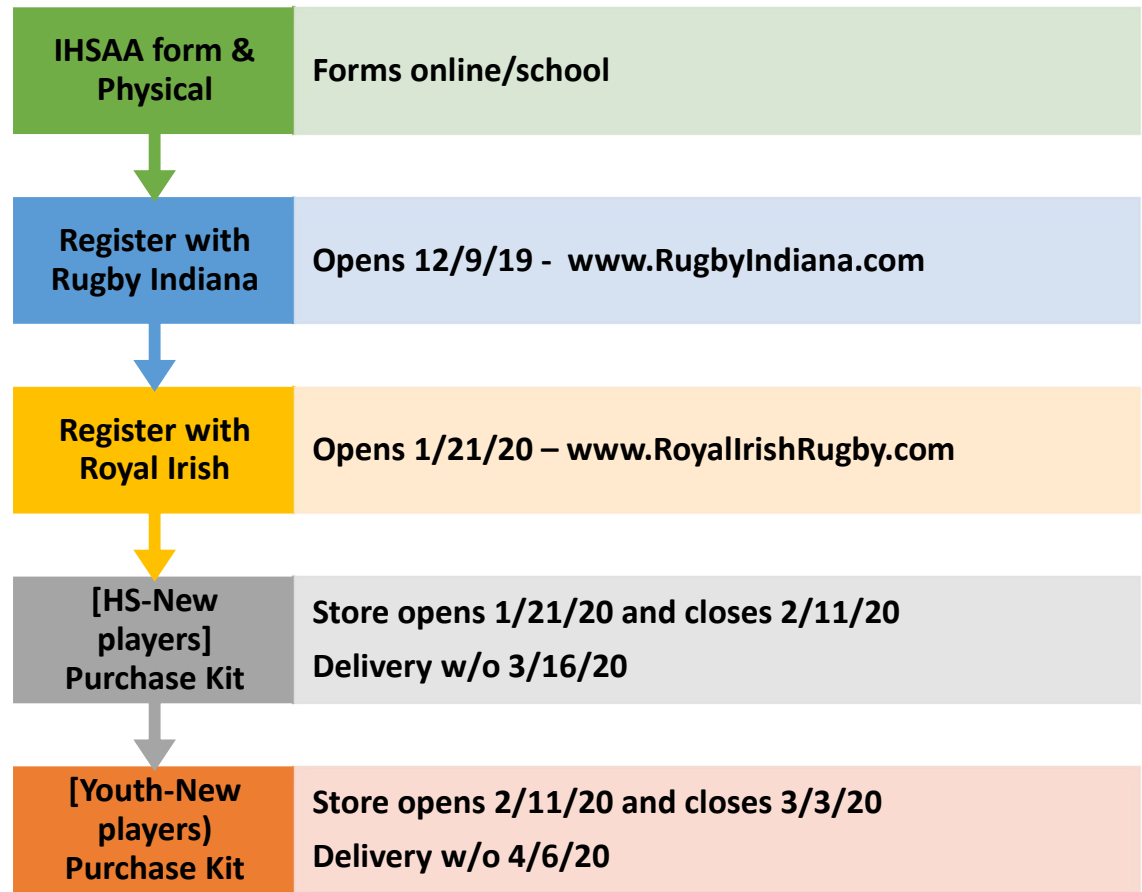 IHSAA form &
Physical
Forms online/school
Register with
Rugby Indiana
Opens 12/9/19 - www.RugbyIndiana.com
Register with
Royal Irish
Opens 1/21/20 – www.RoyalIrishRugby.com
[HS-New
players]
Purchase Kit
Store opens 1/21/20 and closes 2/11/20
Delivery w/o 3/16/20
[Youth-New
players)
Purchase Kit
Store opens 2/11/20 and closes 3/3/20
Delivery w/o 4/6/20